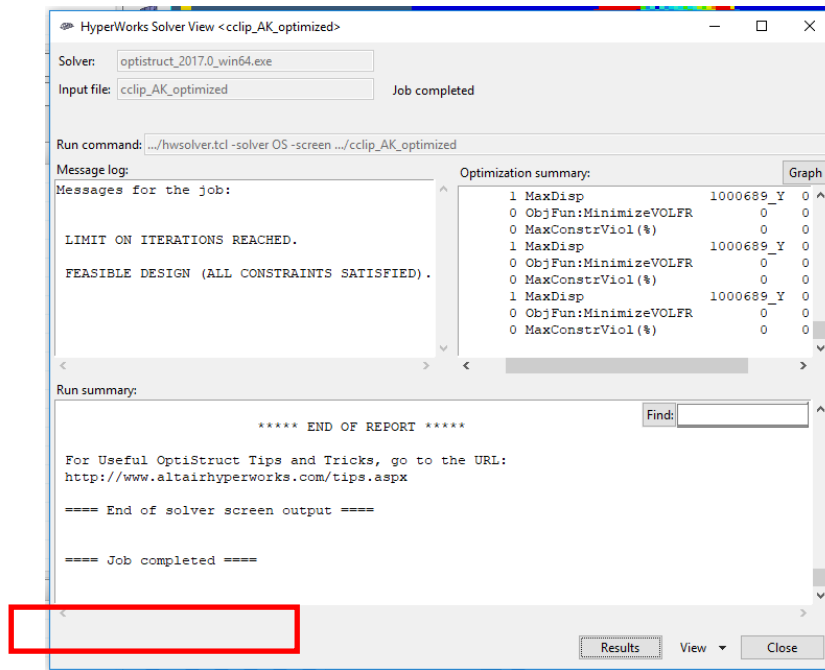 HyperWorks Solver View <cclip_AK_optimized>
Solver: optistruct_2017.0_win64.exe
Input file: cclip_AK_optimized Job completed
Run command: .../hwsolver.tcl -solver OS -screen .../cclip_AK_optimized
Message log:
Messages for the job:
LIMIT ON ITERATIONS REACHED.
FEASIBLE DESIGN (ALL CONSTRAINTS SATISFIED).
Optimization summary: Graph
1 MaxDisp 1000689_Y 0
0 ObjFun:MinimizeVOLFR 0 0
0 MaxConstrViol(%) 0 0
1 MaxDisp 1000689_Y 0
0 ObjFun:MinimizeVOLFR 0 0
0 MaxConstrViol(%) 0 0
1 MaxDisp 1000689_Y 0
0 ObjFun:MinimizeVOLFR 0 0
0 MaxConstrViol(%) 0 0
Run summary:
Find:
***** END OF REPORT *****
For Useful OptiStruct Tips and Tricks, go to the URL:
http://www.altairhyperworks.com/tips.aspx
==== End of solver screen output ====
==== Job completed ====
Results View Close